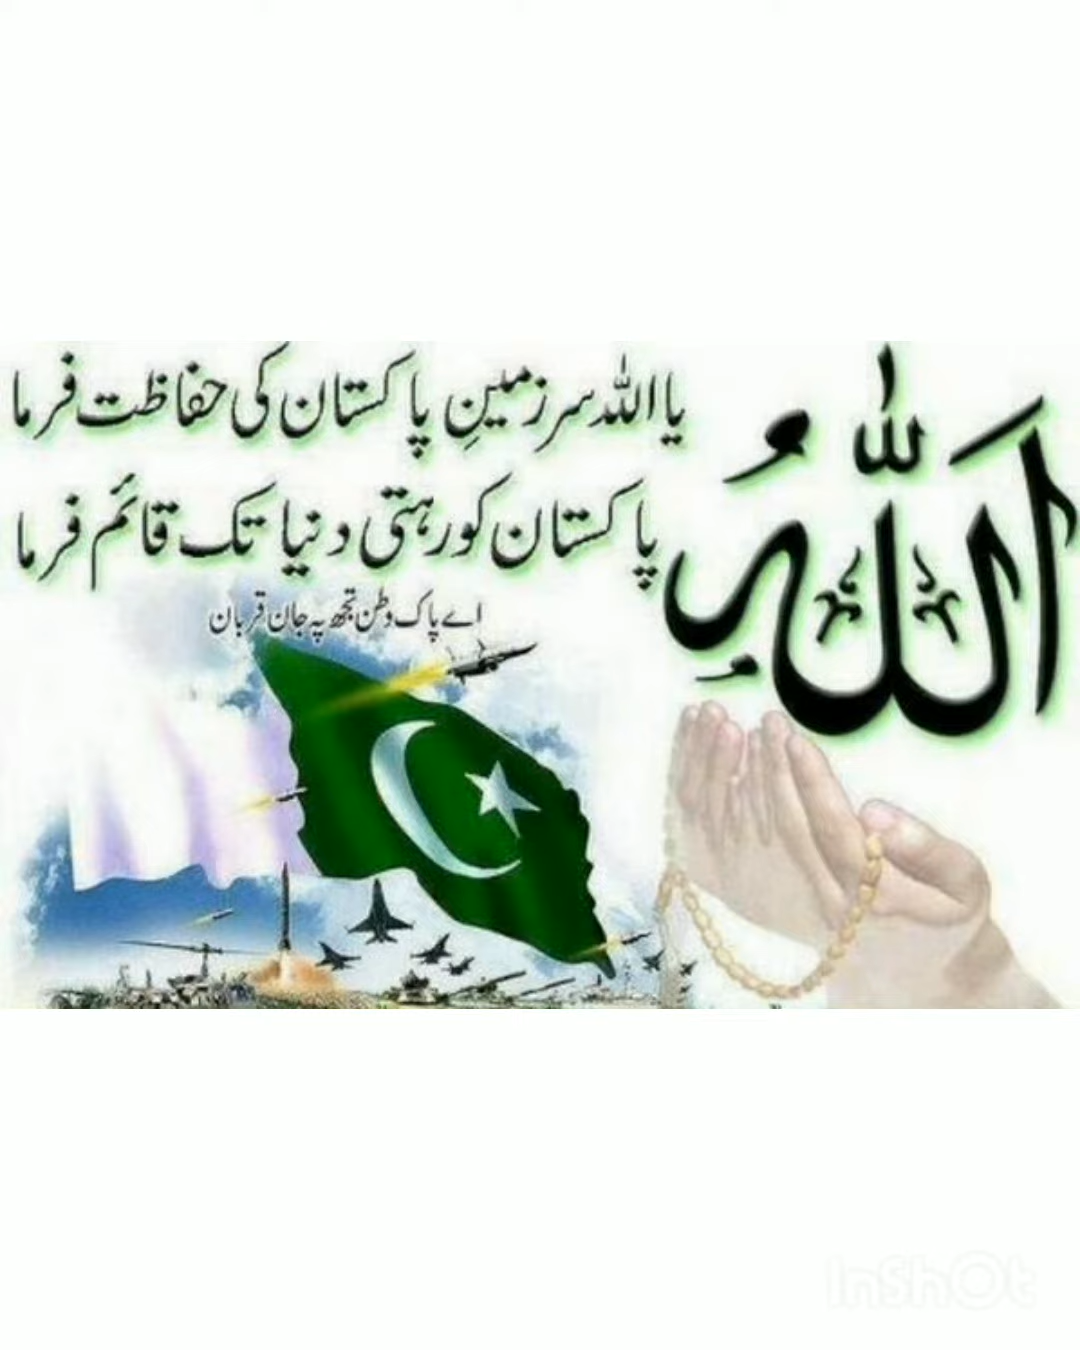 یا اللہ سرزمینِ پاکستان کی حفاظت فرما
پاکستان کو رہتی دنیا تک قائم فرما
اے پاک وطن تجھ پہ جان قربان
اَللّٰہُ
InShOt